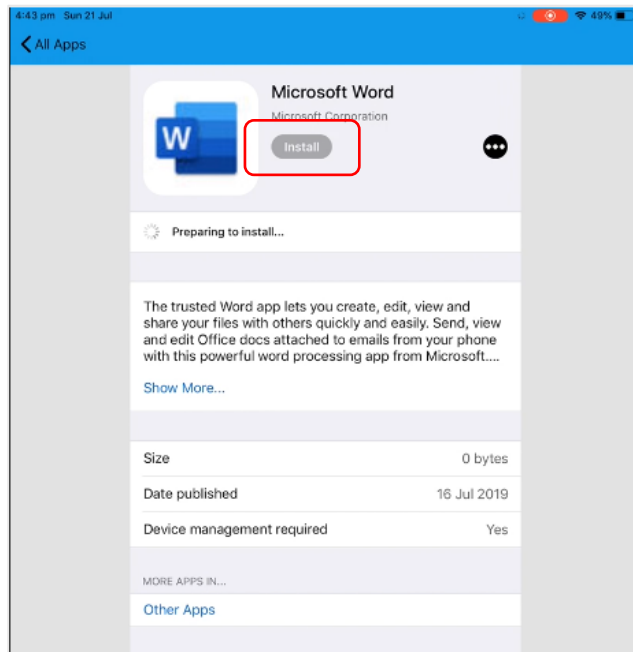 4:43 pm Sun 21 Jul
49%
All Apps
Microsoft Word
Microsoft Corporation
W
Install
Preparing to install...
The trusted Word app lets you create, edit, view and
share your files with others quickly and easily. Send, view
and edit Office docs attached to emails from your phone
with this powerful word processing app from Microsoft....
Show More...
Size 0 bytes
Date published 16 Jul 2019
Device management required Yes
MORE APPS IN...
Other Apps